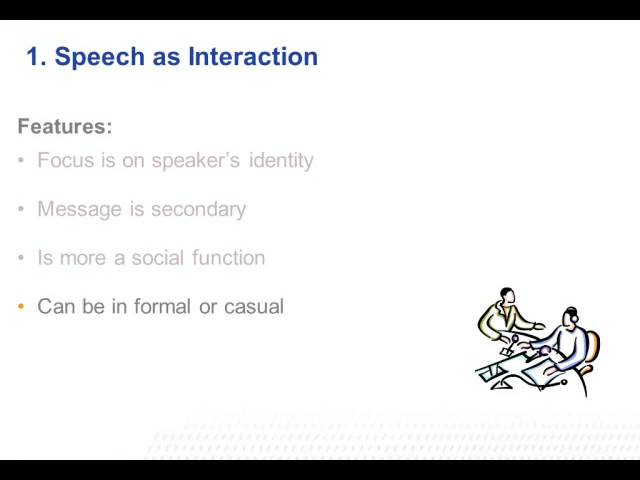 1. Speech as Interaction
Features:
• Focus is on speaker's identity
• Message is secondary
• Is more a social function
• Can be in formal or casual